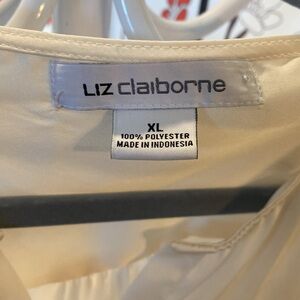 LIZ claiborne
XL
100% POLYESTER
MADE IN INDONESIA